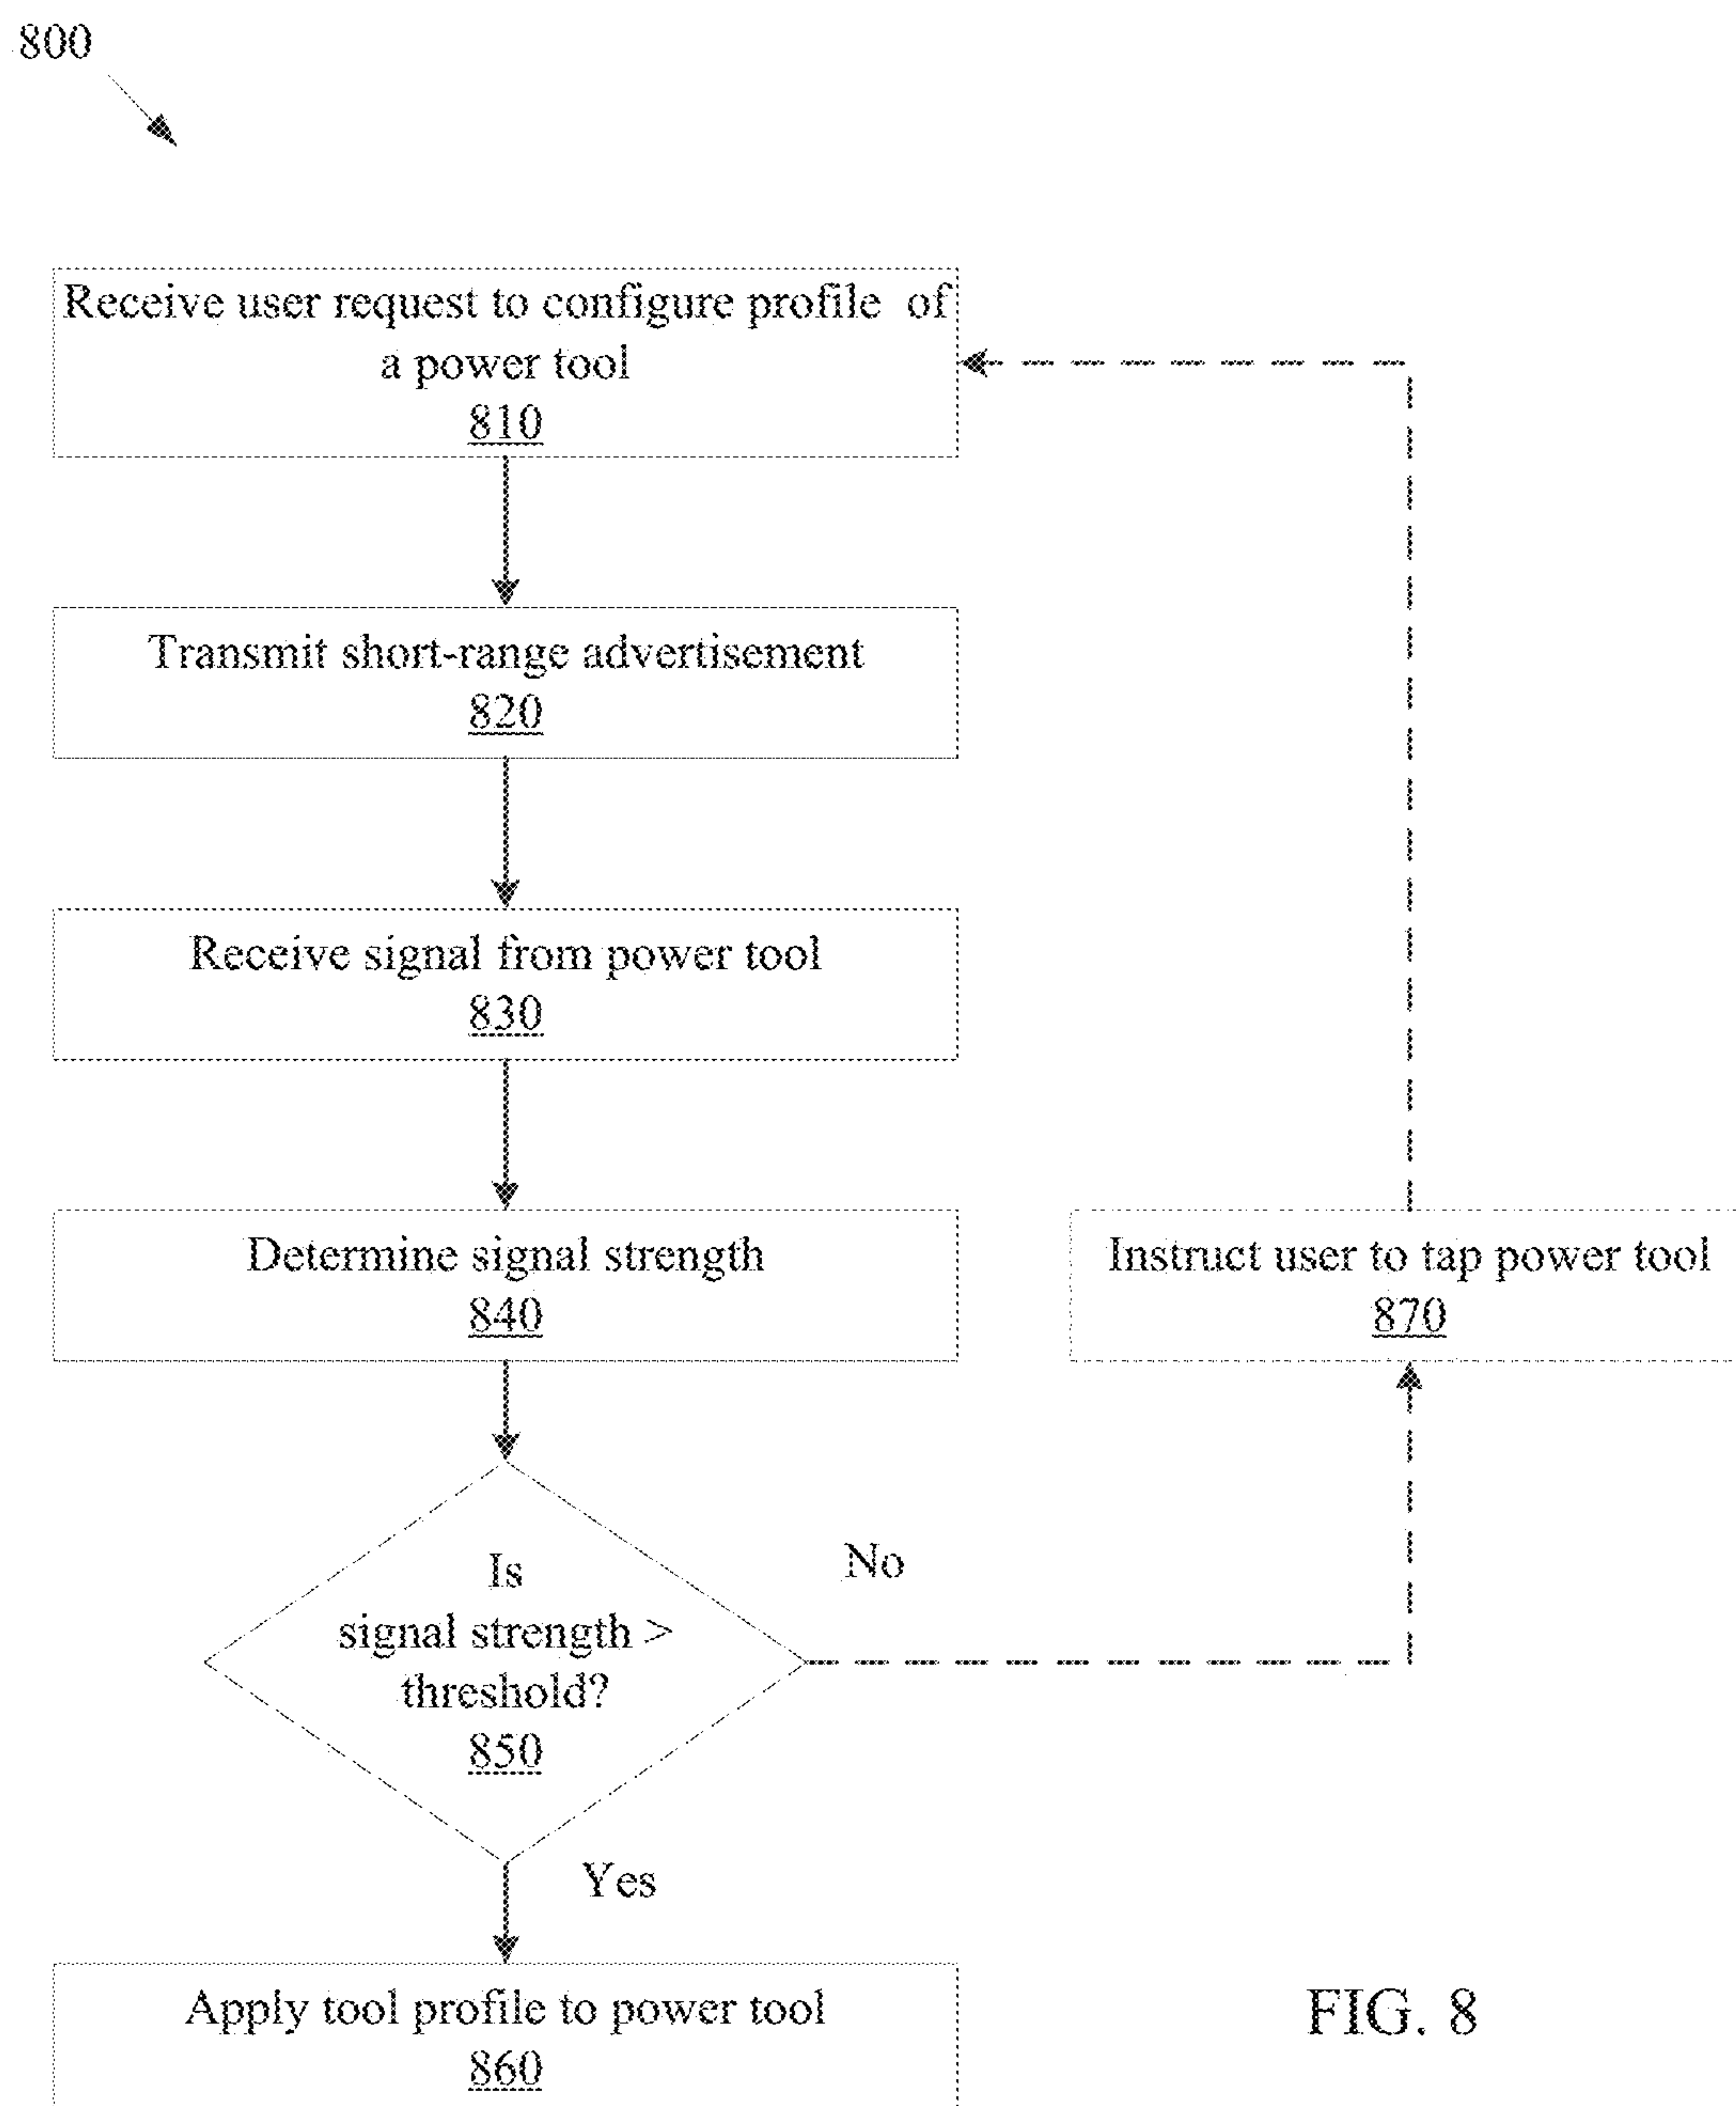 800
Receive user request to configure profile of
a power tool
810
Transmit short-range advertisement
820
Receive signal from power tool
830
Determine signal strength
840
Instruct user to tap power tool
870
Is
signal strength >
threshold?
850
No
Yes
Apply tool profile to power tool
860
FIG. 8